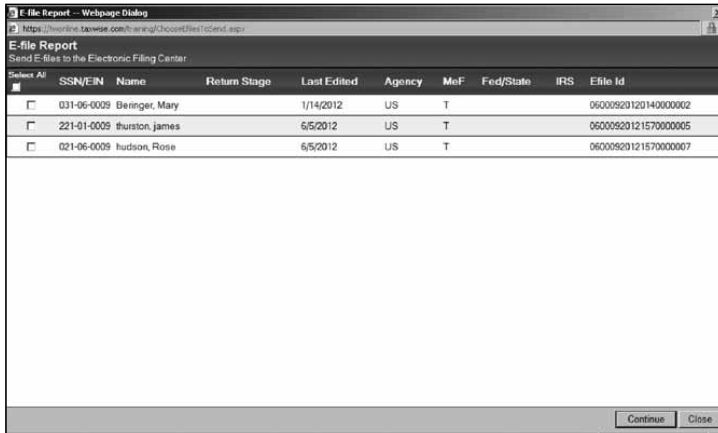 E-file Report -- Webpage Dialog
https://twonline.taxwise.com/training/ChooseEfilesToSend.aspx
E-file Report
Send E-files to the Electronic Filing Center
Select All SSN/EIN Name Return Stage Last Edited Agency MeF Fed/State IRS Efile Id
031-06-0009 Beringer, Mary 1/14/2012 US T 06000920120140000002
221-01-0009 thurston, james 6/5/2012 US T 06000920121570000005
021-06-0009 hudson, Rose 6/5/2012 US T 06000920121570000007
Continue Close